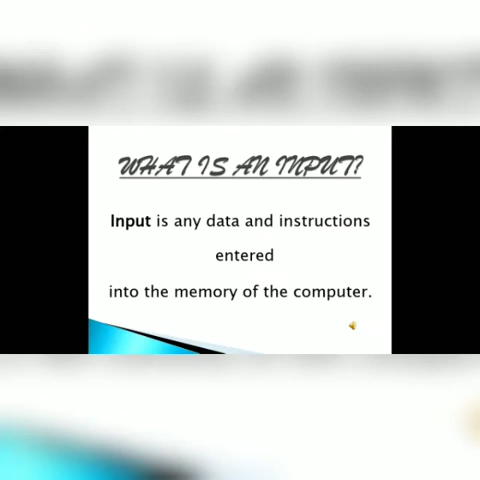 WHAT IS AN INPUT?
Input is any data and instructions
entered
into the memory of the computer.